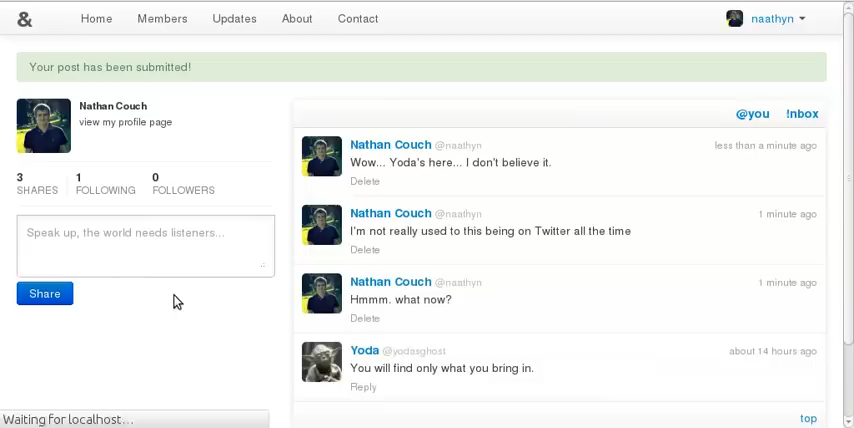 & Home Members Updates About Contact naathyn
Your post has been submitted!
Nathan Couch
view my profile page
3 1 0
SHARES FOLLOWING FOLLOWERS
Speak up, the world needs listeners...
Share
@you !nbox
Nathan Couch @naathyn less than a minute ago
Wow... Yoda's here... I don't believe it.
Delete
Nathan Couch @naathyn 1 minute ago
I'm not really used to this being on Twitter all the time
Delete
Nathan Couch @naathyn 1 minute ago
Hmmm. what now?
Delete
Yoda @yodasghost about 14 hours ago
You will find only what you bring in.
Reply
top
Waiting for localhost...